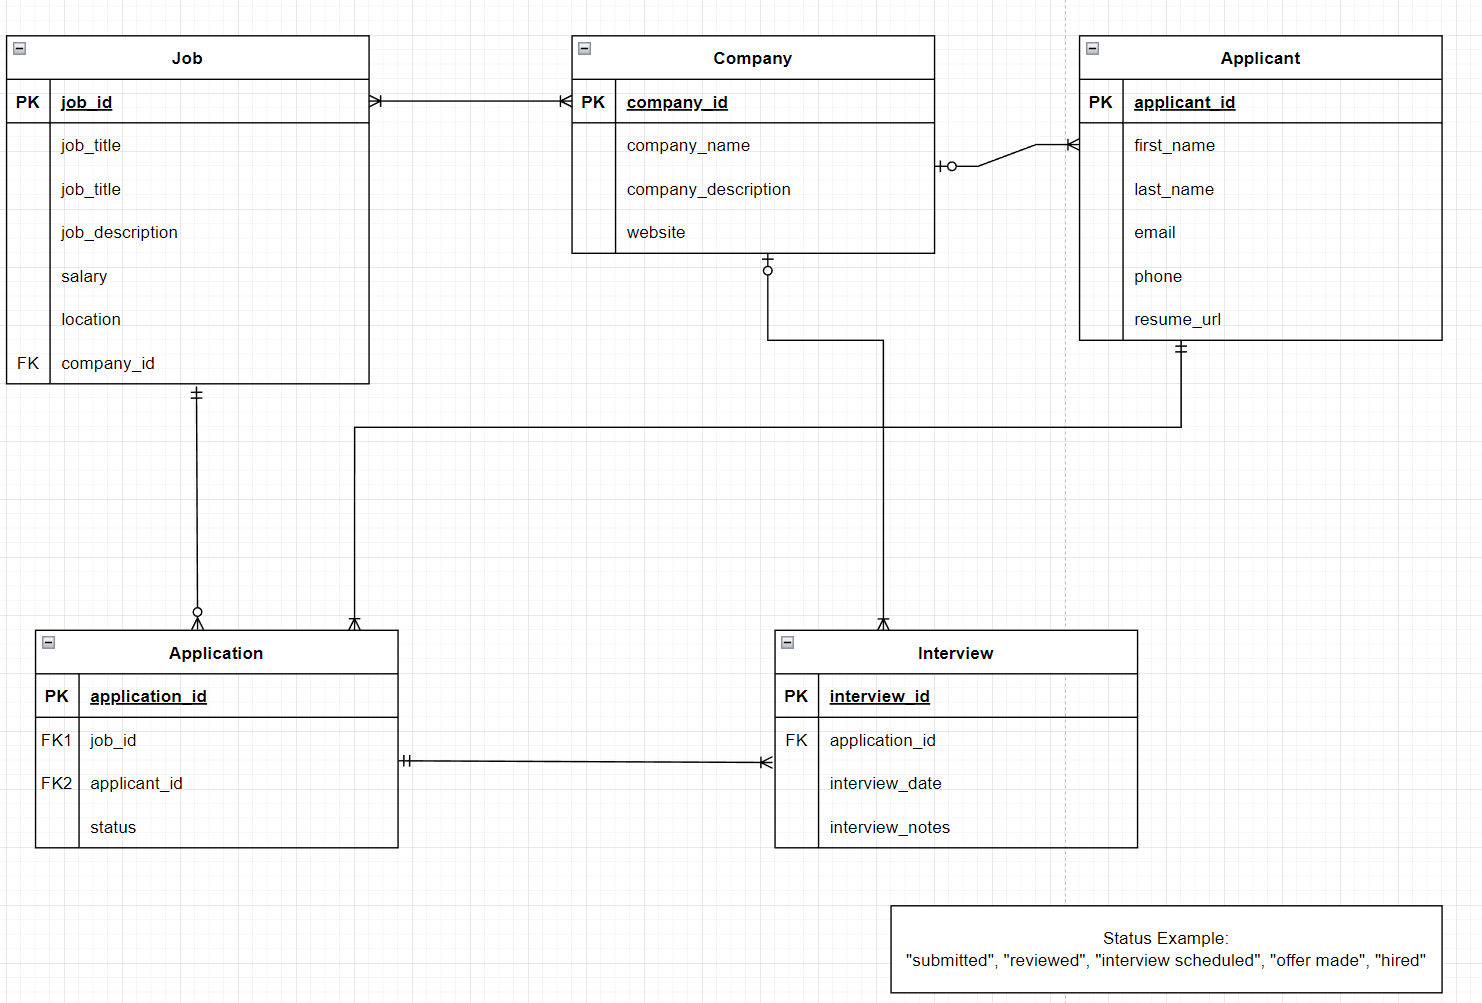 Job
PK job_id
job_title
job_title
job_description
salary
location
FK company_id
Company
PK company_id
company_name
company_description
website
Applicant
PK applicant_id
first_name
last_name
email
phone
resume_url
Application
PK application_id
FK1 job_id
FK2 applicant_id
status
Interview
PK interview_id
FK application_id
interview_date
interview_notes
Status Example:
"submitted", "reviewed", "interview scheduled", "offer made", "hired"